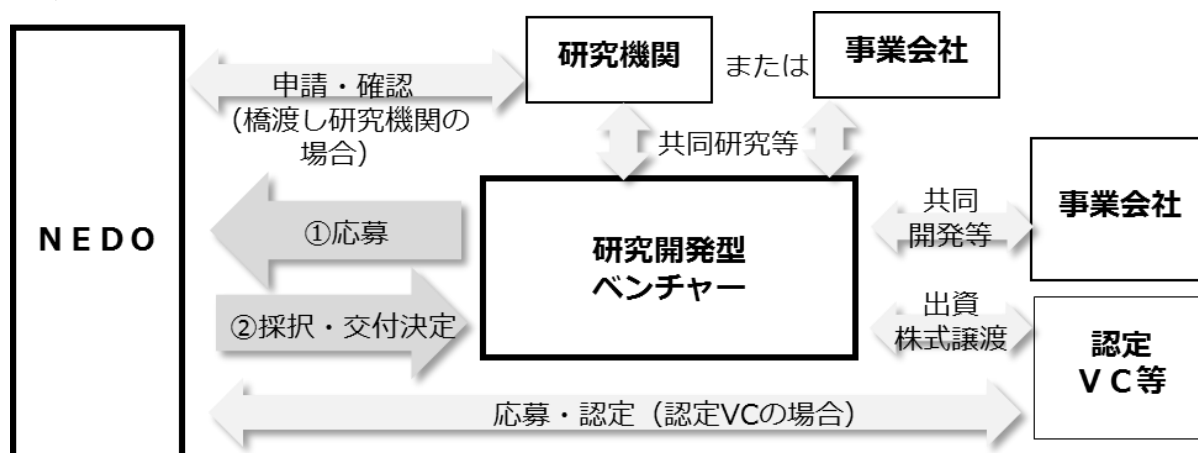 研究機関
または
事業会社
申請・確認
(橋渡し研究機関の
場合)
共同研究等
ＮＥＤＯ
①応募
研究開発型
ベンチャー
共同
開発等
事業会社
②採択・交付決定
出資
株式譲渡
認定
ＶＣ等
応募・認定（認定VCの場合）